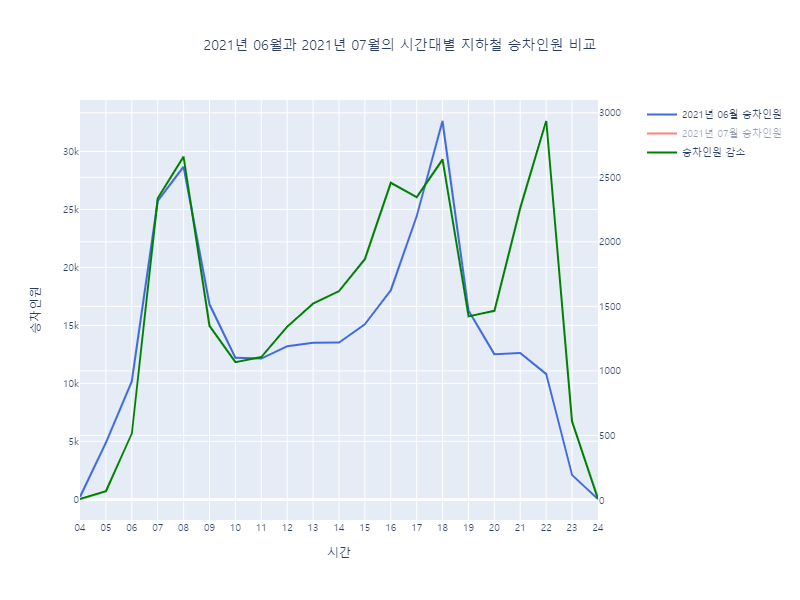 2021년 06월과 2021년 07월의 시간대별 지하철 승차인원 비교
2021년 06월 승차인원
2021년 07월 승차인원
승차인원 감소
승차인원
30k
25k
20k
15k
10k
5k
0
3000
2500
2000
1500
1000
500
0
04 05 06 07 08 09 10 11 12 13 14 15 16 17 18 19 20 21 22 23 24
시간